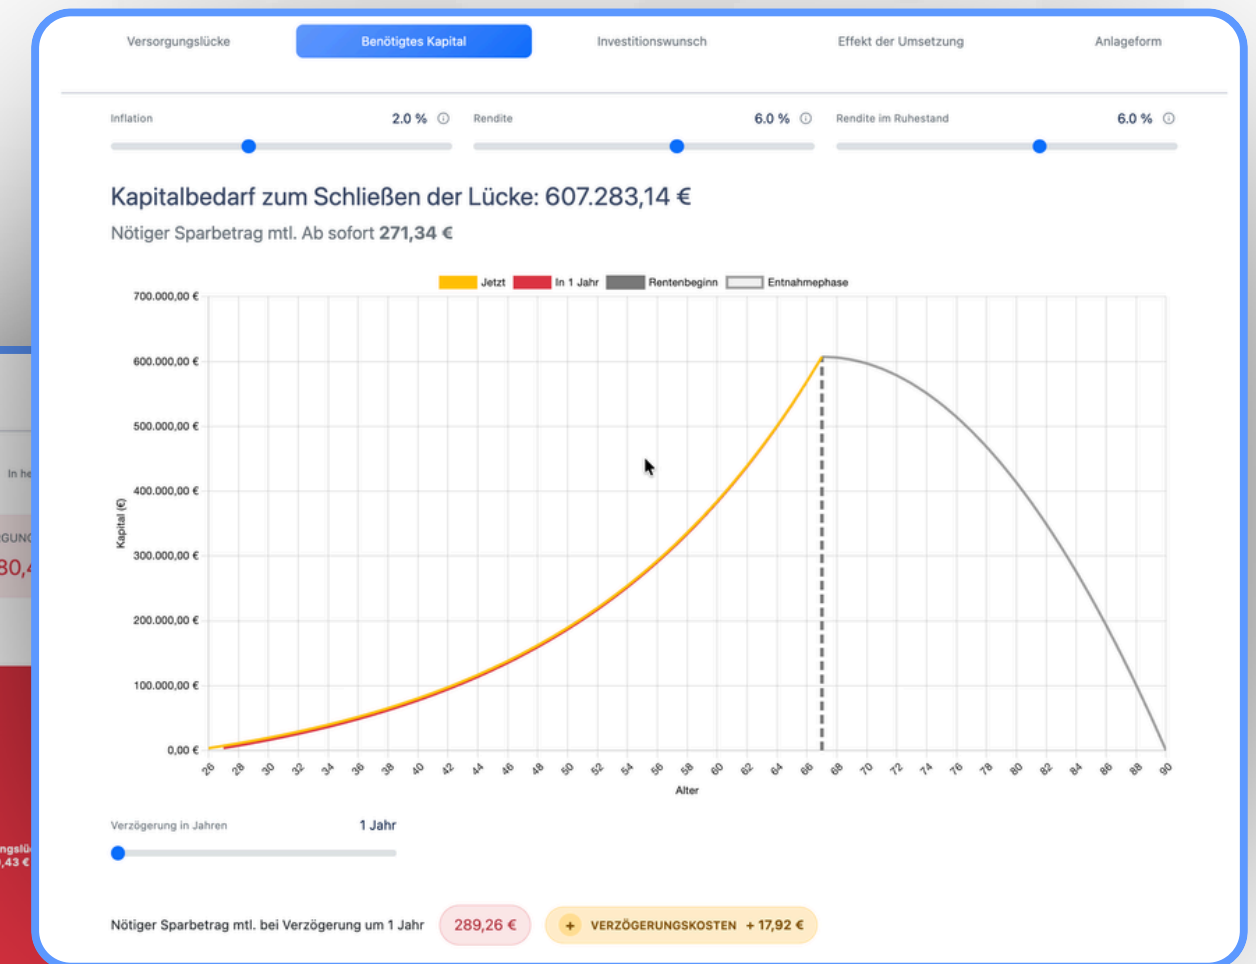 Versorgungslücke Benötigtes Kapital Investitionswunsch Effekt der Umsetzung Anlageform
Inflation 2.0 % Rendite 6.0 % Rendite im Ruhestand 6.0 %
Kapitalbedarf zum Schließen der Lücke: 607.283,14 €
Nötiger Sparbetrag mtl. Ab sofort 271,34 €
Jetzt In 1 Jahr Rentenbeginn Entnahmephase
700.000,00 €
600.000,00 €
500.000,00 €
400.000,00 €
300.000,00 €
200.000,00 €
100.000,00 €
0,00 €
Kapital (€)
26 28 30 32 34 36 38 40 42 44 46 48 50 52 54 56 58 60 62 64 66 68 70 72 74 76 78 80 82 84 86 88 90
Alter
Verzögerung in Jahren 1 Jahr
Nötiger Sparbetrag mtl. bei Verzögerung um 1 Jahr 289,26 € + VERZÖGERUNGSKOSTEN + 17,92 €
In he
80,4
,43 €